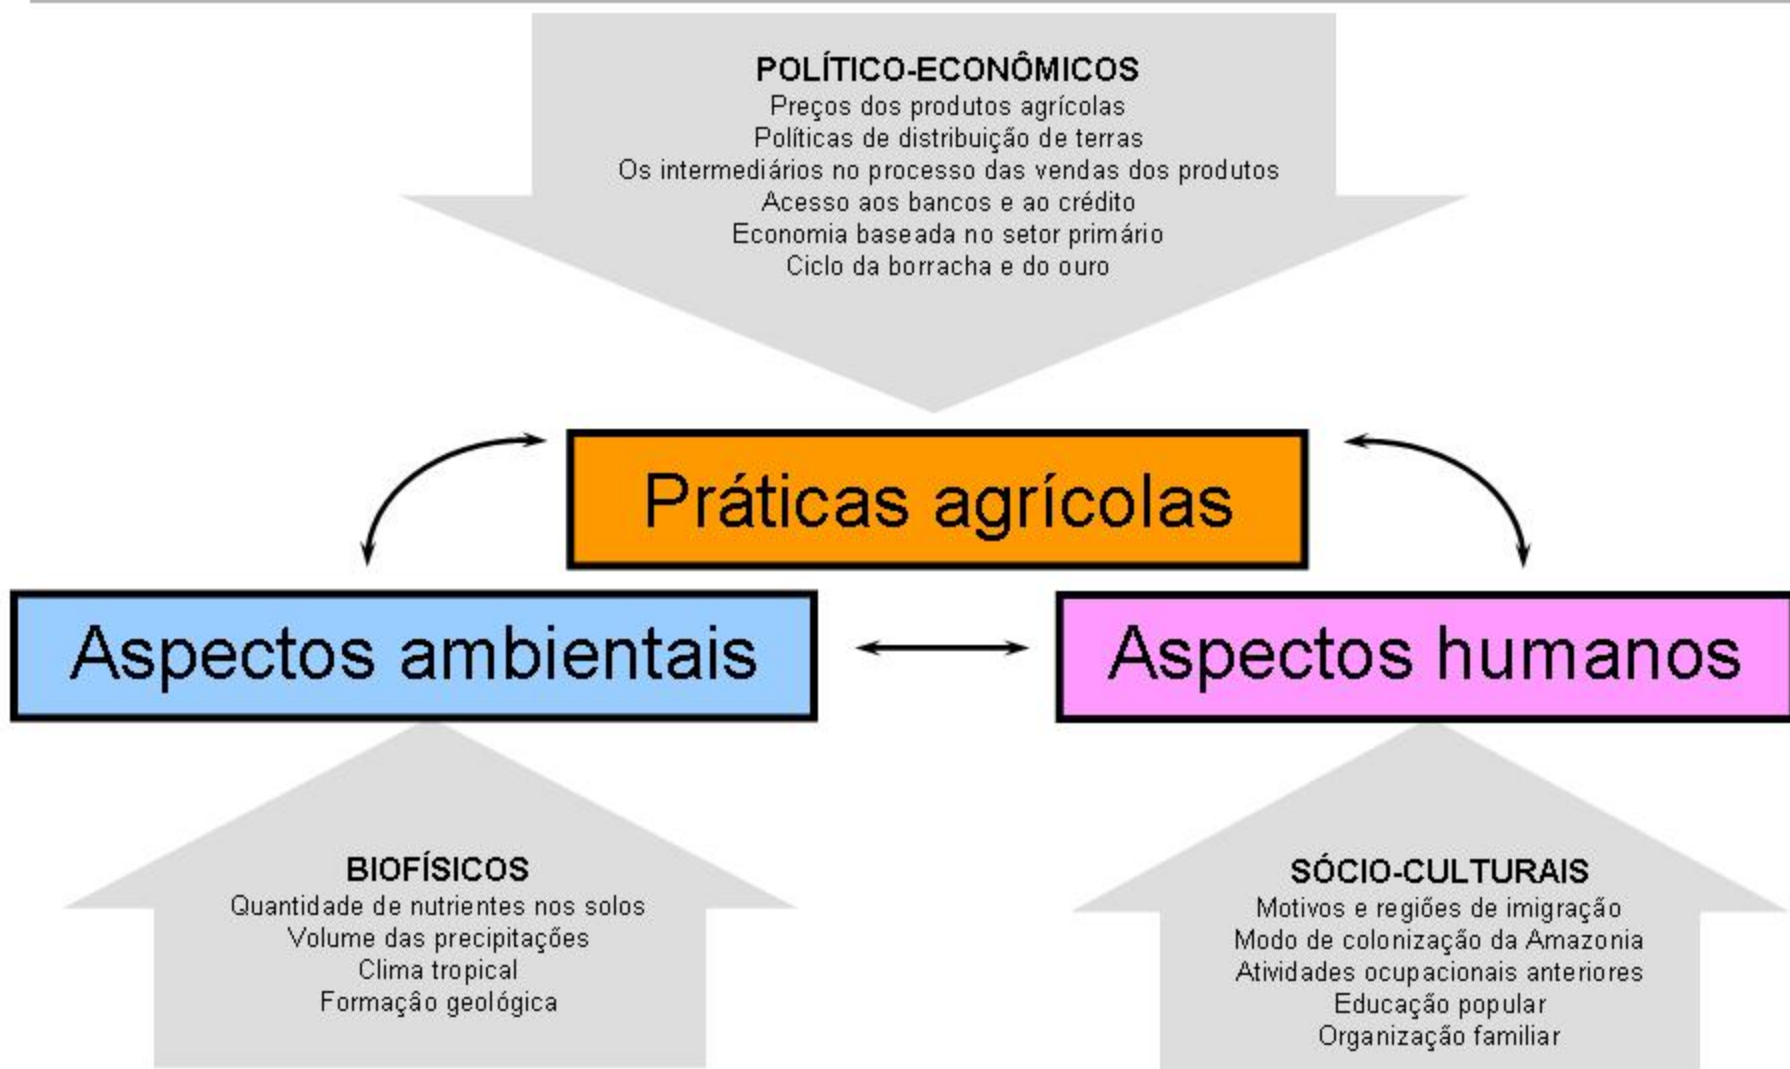 POLÍTICO-ECONÔMICOS
Preços dos produtos agrícolas
Políticas de distribuição de terras
Os intermediários no processo das vendas dos produtos
Acesso aos bancos e ao crédito
Economia baseada no setor primário
Ciclo da borracha e do ouro
Práticas agrícolas
Aspectos ambientais
Aspectos humanos
BIOFÍSICOS
Quantidade de nutrientes nos solos
Volume das precipitações
Clima tropical
Formaçâo geológica
SÓCIO-CULTURAIS
Motivos e regiões de imigração
Modo de colonização da Amazonia
Atividades ocupacionais anteriores
Educação popular
Organização familiar